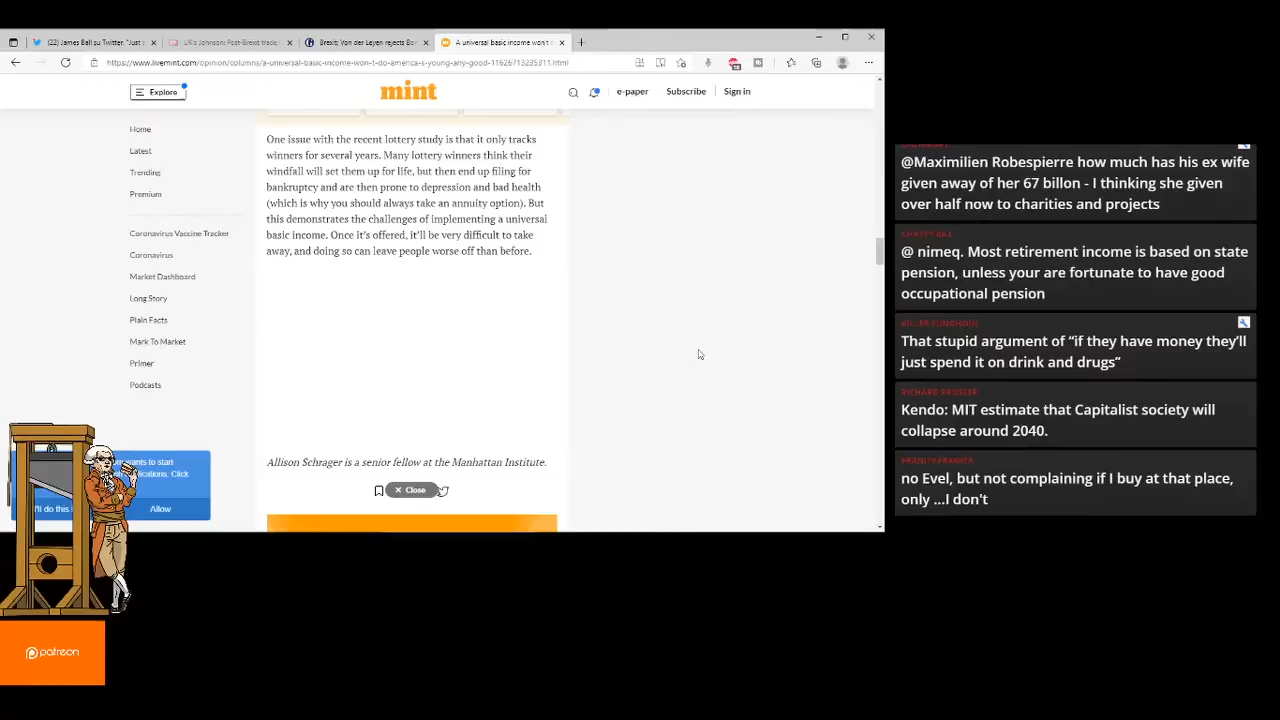 (22) James Ball su Twitter: "Just
UK's Johnson: Post-Brexit trade
Brexit: Von der Leyen rejects Bor
A universal basic income won't
https://www.livemint.com/opinion/columns/a-universal-basic-income-won-t-do-america-s-young-any-good-11626713235311.html
Explore
mint
e-paper
Subscribe
Sign in
Home
Latest
Trending
Premium
Coronavirus Vaccine Tracker
Coronavirus
Market Dashboard
Long Story
Plain Facts
Mark To Market
Primer
Podcasts
One issue with the recent lottery study is that it only tracks
winners for several years. Many lottery winners think their
windfall will set them up for life, but then end up filing for
bankruptcy and are then prone to depression and bad health
(which is why you should always take an annuity option). But
this demonstrates the challenges of implementing a universal
basic income. Once it's offered, it'll be very difficult to take
away, and doing so can leave people worse off than before.
Allison Schrager is a senior fellow at the Manhattan Institute.
Close
wants to start
Click
I'll do this
Allow
patreon
@Maximilien Robespierre how much has his ex wife
given away of her 67 billon - I thinking she given
over half now to charities and projects
@ nimeq. Most retirement income is based on state
pension, unless your are fortunate to have good
occupational pension
KILLER FUNGHOUL
That stupid argument of “if they have money they’ll
just spend it on drink and drugs”
RICHARD PROSSER
Kendo: MIT estimate that Capitalist society will
collapse around 2040.
no Evel, but not complaining if I buy at that place,
only ...I don't